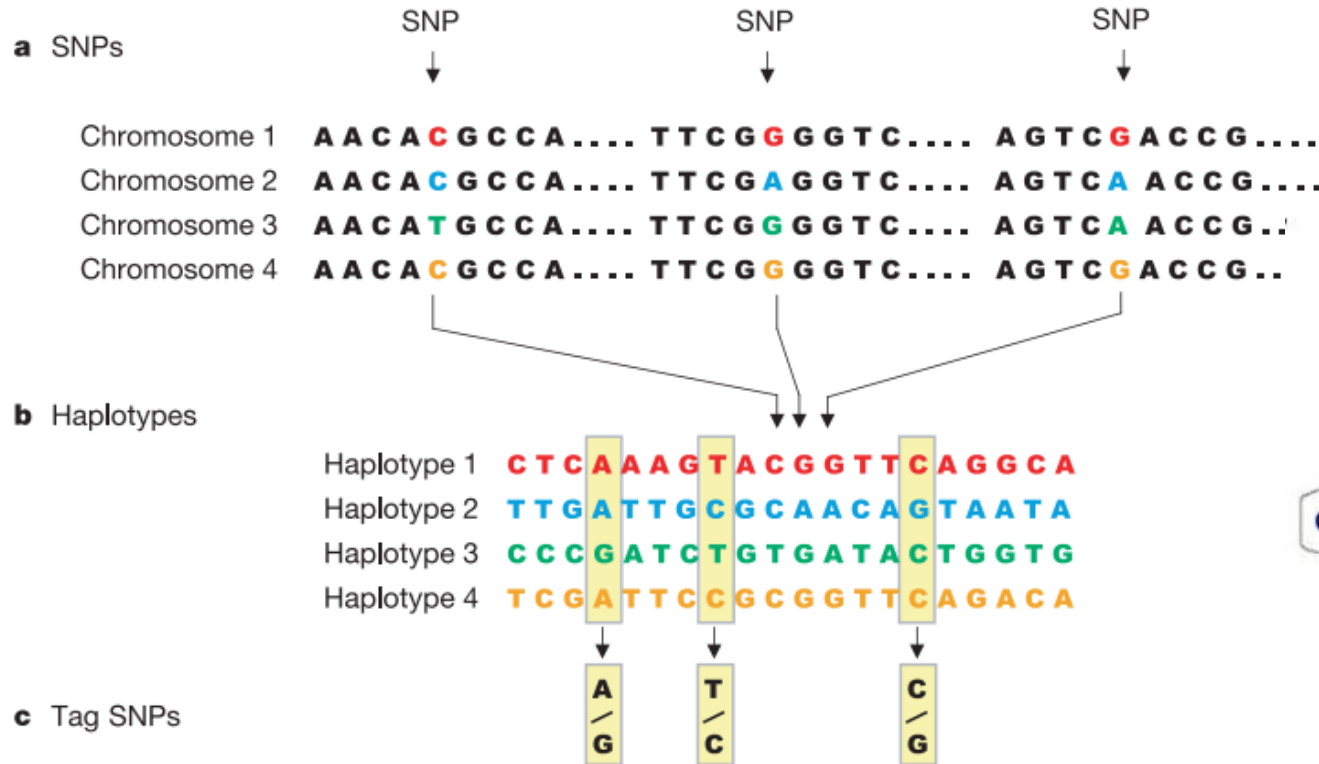 SNP SNP SNP
a SNPs
Chromosome 1 AACACGCCA.... TTCGGGGTC.... AGTCGACCG....
Chromosome 2 AACACGCCA.... TTCGAGGTC.... AGTCAACCG....
Chromosome 3 AACATGCCA.... TTCGGGGTC.... AGTCAACCG..
Chromosome 4 AACACGCCA.... TTCGGGGTC.... AGTCGACCG..
b Haplotypes
Haplotype 1 CTCAAAGTACGGTTCAGGCA
Haplotype 2 TTGATTGCGCAACAGTAATA
Haplotype 3 CCCGATCTGTGATACTGGTG
Haplotype 4 TCGATTCCGCGGTTCAGACA
A T C
/ / /
c Tag SNPs
G C G